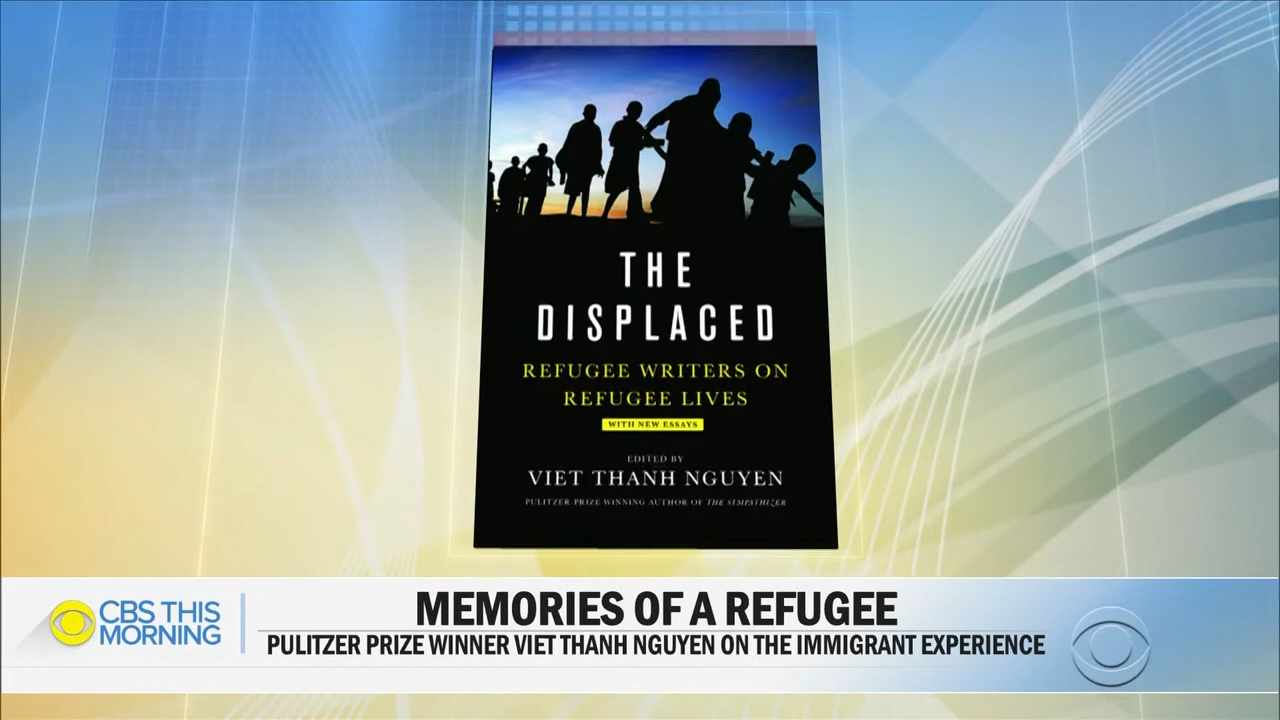 THE
DISPLACED
REFUGEE WRITERS ON
REFUGEE LIVES
WITH NEW ESSAYS
EDITED BY
VIET THANH NGUYEN
PULITZER-PRIZE WINNING AUTHOR OF THE SYMPATHIZER
CBS THIS
MORNING
MEMORIES OF A REFUGEE
PULITZER PRIZE WINNER VIET THANH NGUYEN ON THE IMMIGRANT EXPERIENCE